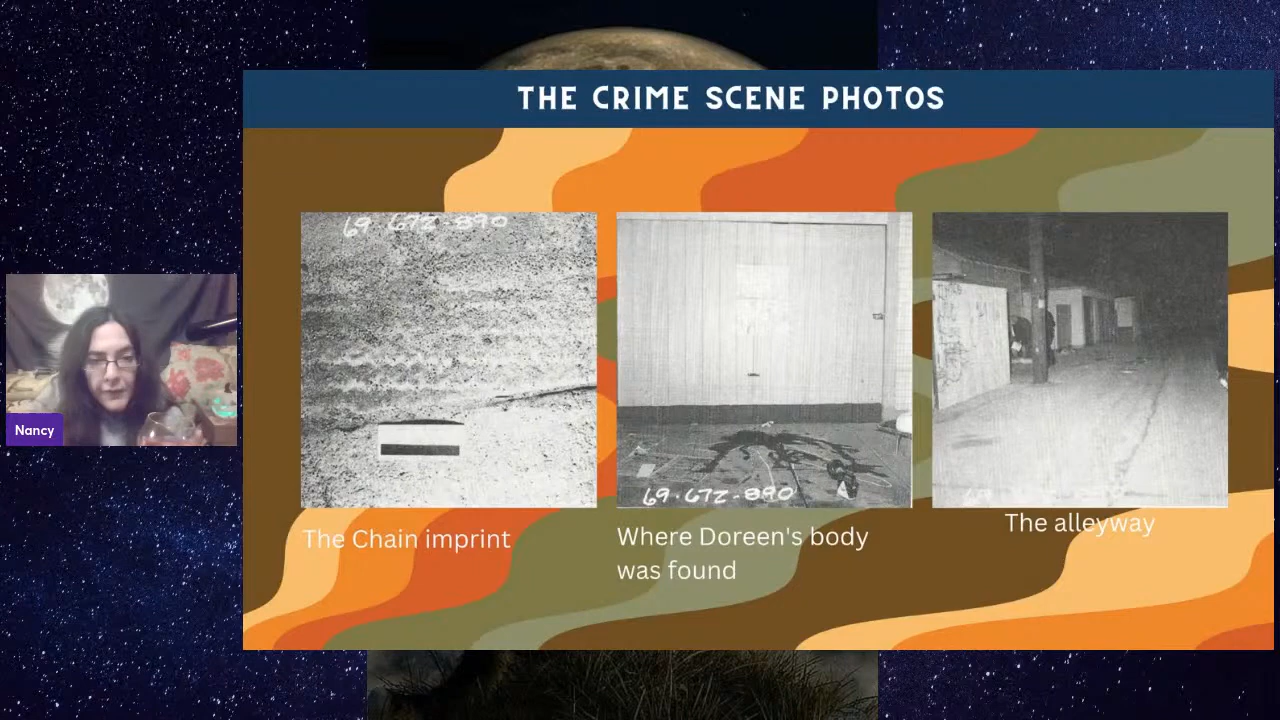 THE CRIME SCENE PHOTOS
69-672-890
69-672-890
The Chain imprint
Where Doreen's body
was found
The alleyway
Nancy